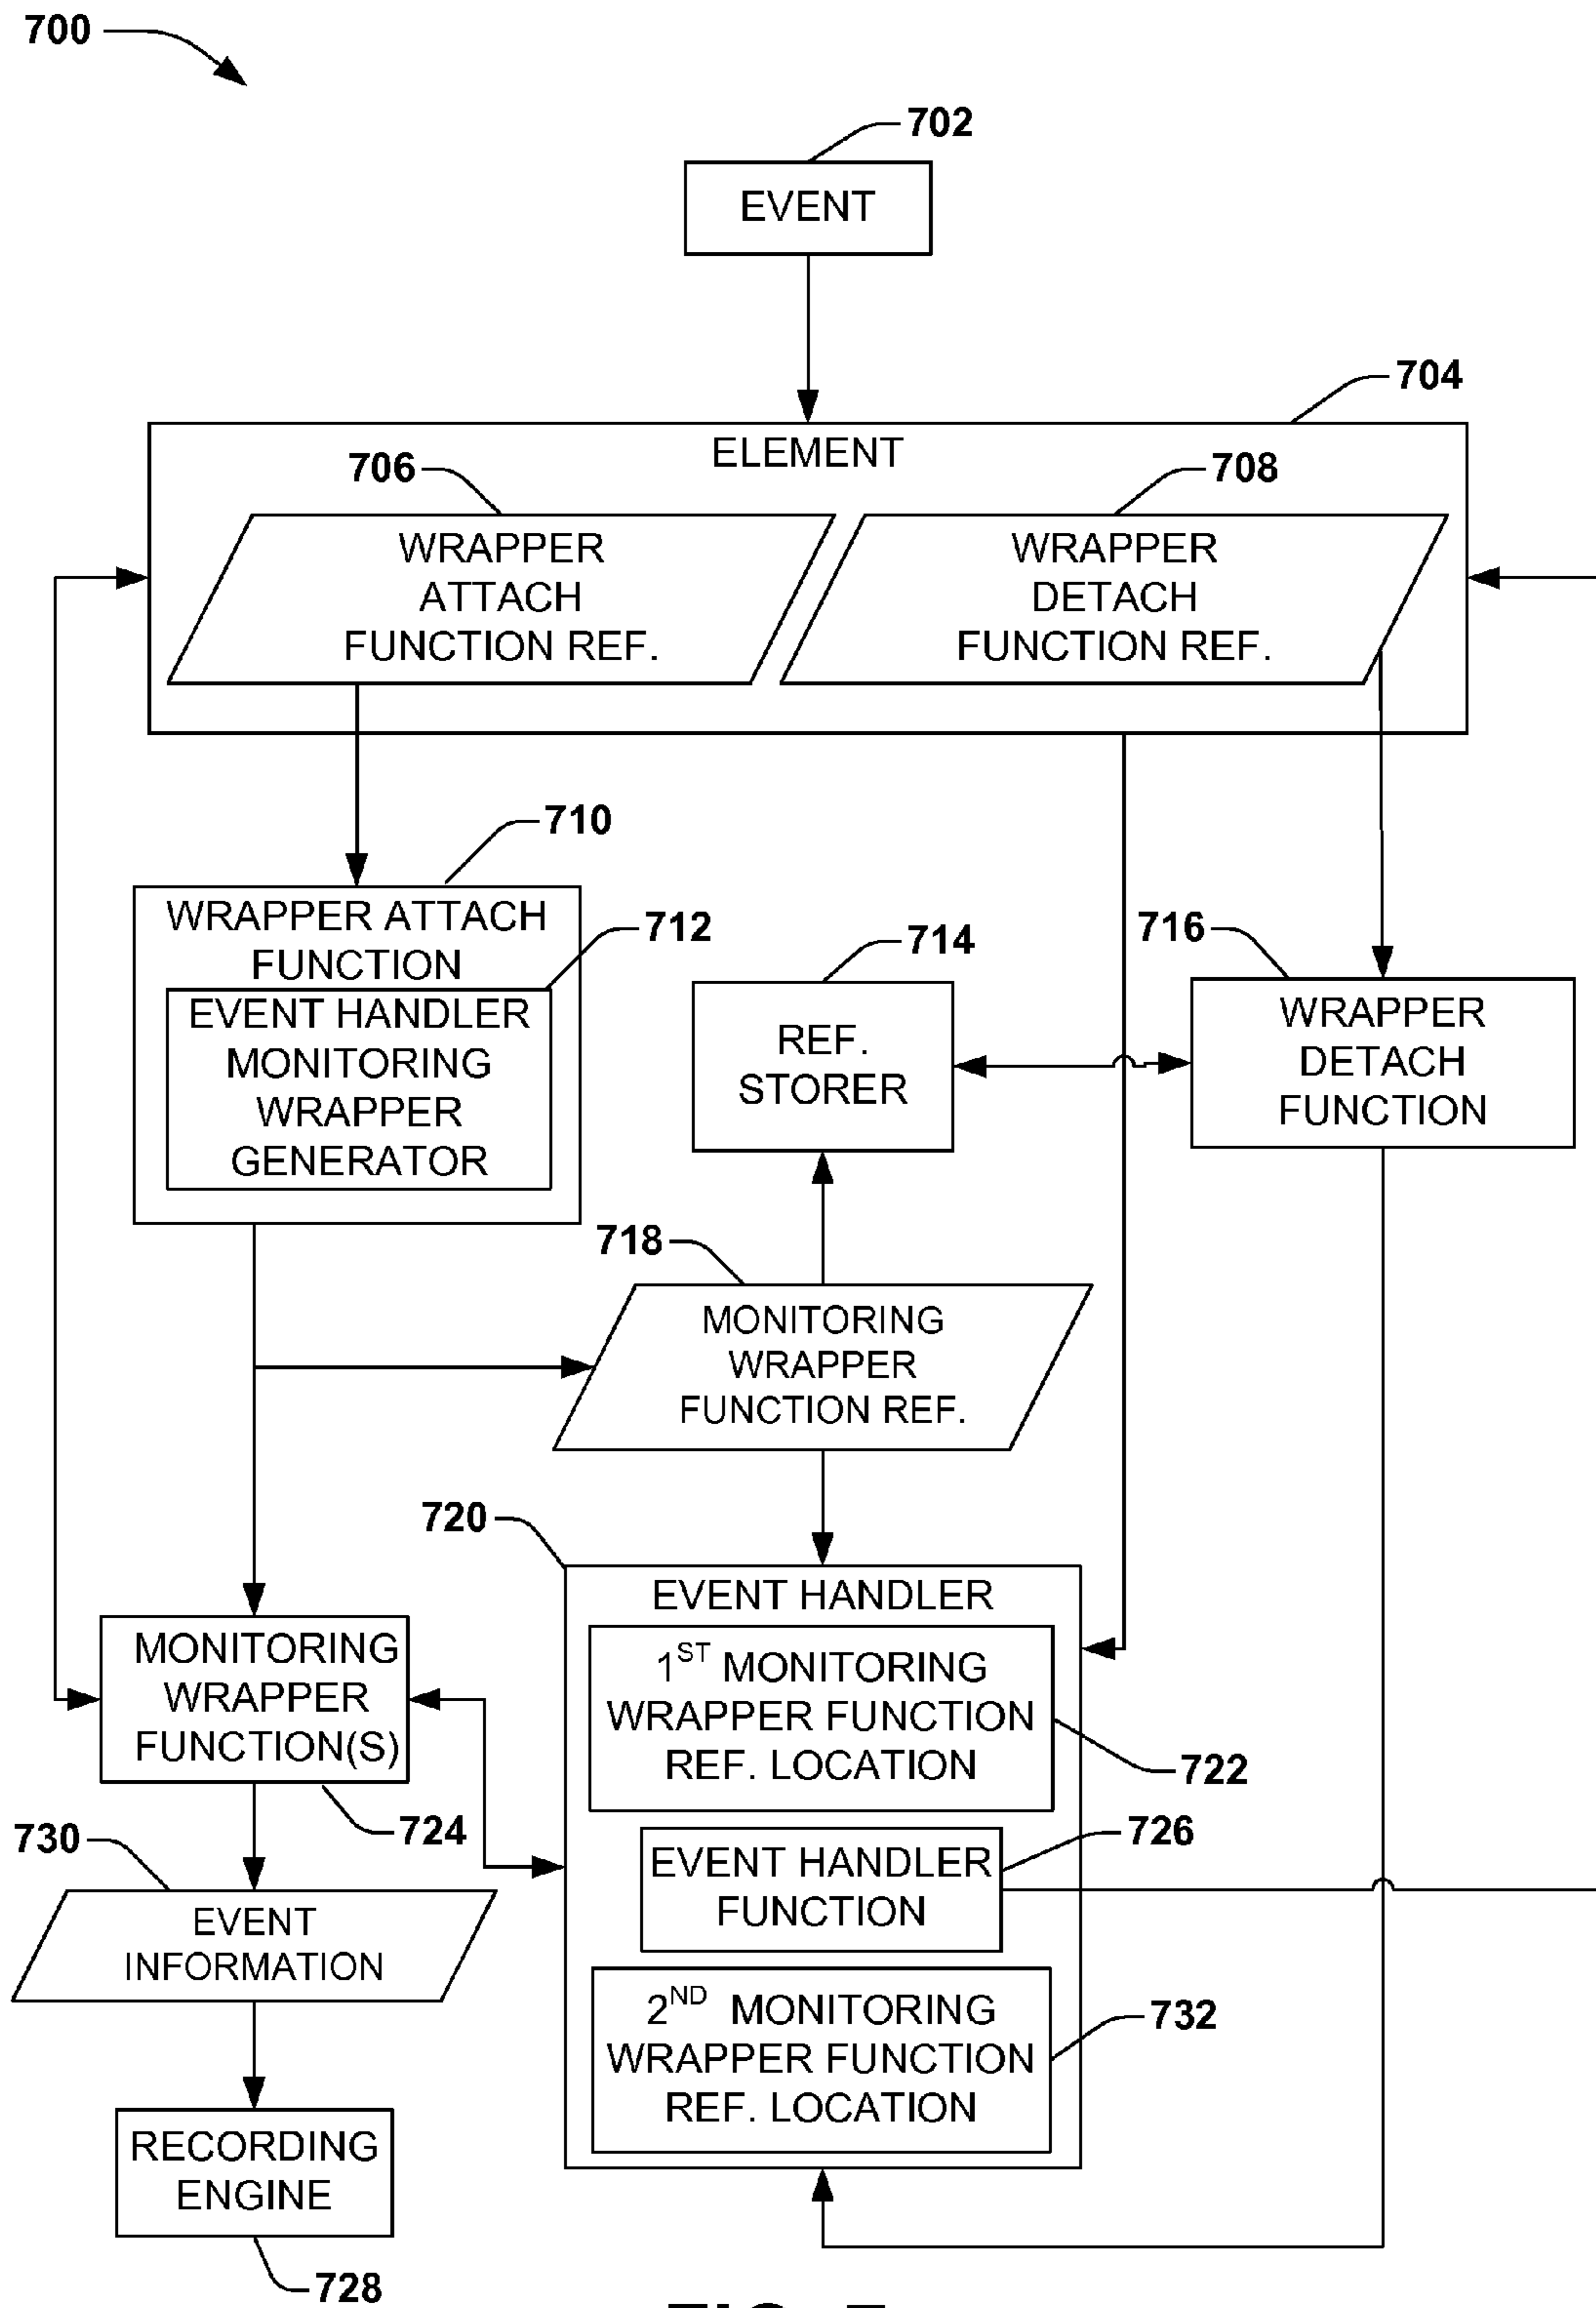 700
702
EVENT
704
ELEMENT
706
708
WRAPPER
ATTACH
FUNCTION REF.
WRAPPER
DETACH
FUNCTION REF.
710
WRAPPER ATTACH
FUNCTION
712
EVENT HANDLER
MONITORING
WRAPPER
GENERATOR
714
REF.
STORER
716
WRAPPER
DETACH
FUNCTION
718
MONITORING
WRAPPER
FUNCTION REF.
720
EVENT HANDLER
1ST MONITORING
WRAPPER FUNCTION
REF. LOCATION
722
MONITORING
WRAPPER
FUNCTION(S)
724
726
EVENT HANDLER
FUNCTION
730
EVENT
INFORMATION
2ND MONITORING
WRAPPER FUNCTION
REF. LOCATION
732
RECORDING
ENGINE
728